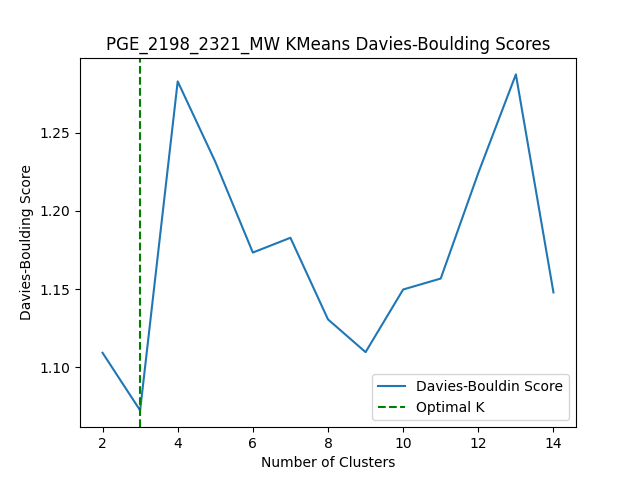 PGE_2198_2321_MW KMeans Davies-Boulding Scores
1.25
1.20
1.15
1.10
Davies-Boulding Score
Davies-Bouldin Score
Optimal K
2 4 6 8 10 12 14
Number of Clusters